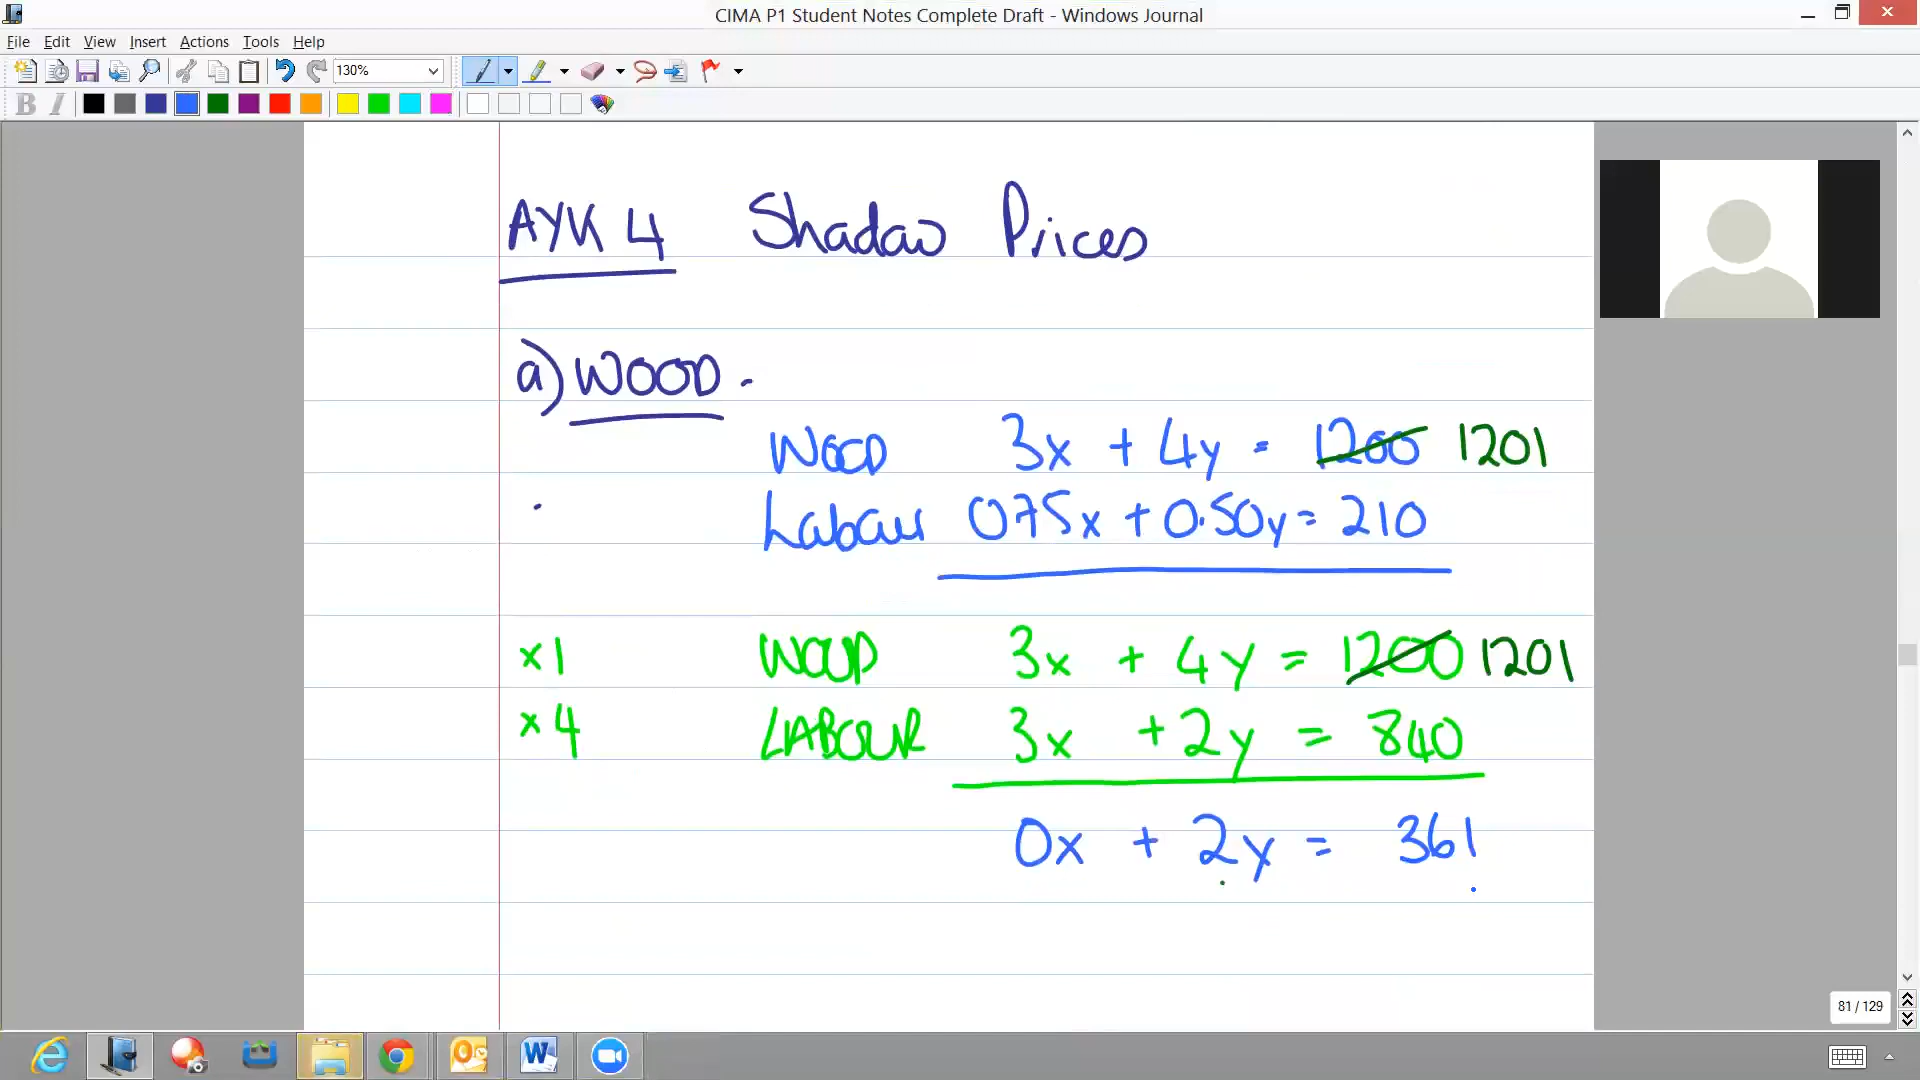 CIMA P1 Student Notes Complete Draft - Windows Journal
File Edit View Insert Actions Tools Help
130%
B I
AYK 4 Shadow Prices
a) WOOD.
WOOD 3x + 4y = 1200 1201
Labour 075x + 0.50y = 210
x1 WOOD 3x + 4y = 1200 1201
x4 LABOUR 3x + 2y = 840
0x + 2y = 361
81 / 129